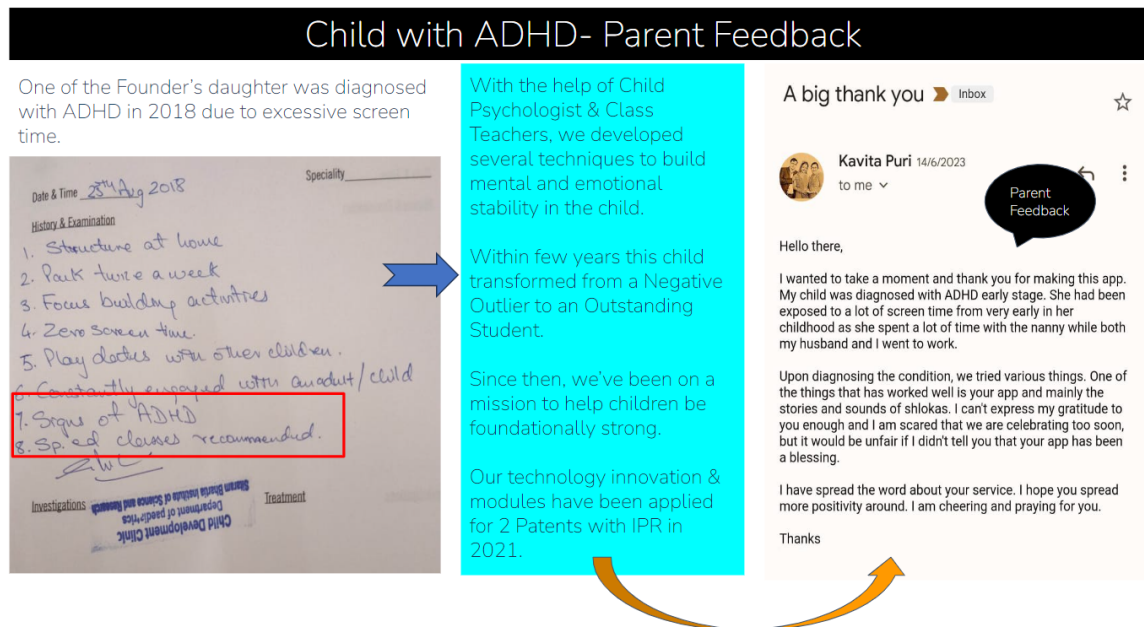 Child with ADHD- Parent Feedback
One of the Founder's daughter was diagnosed
with ADHD in 2018 due to excessive screen
time.
Speciality
Date & Time 28th Aug 2018
History & Examination
1. Structure at home
2. Park twice a week
3. Focus building activities
4. Zero screen time.
5. Play dates with other children.
6. Constantly engaged with an adult/child
7. Signs of ADHD
8. Sp. ed classes recommended.
Investigations
Treatment
Sitaram Bhartia Institute of Science and Research
Department of paediatrics
Child Development Clinic
With the help of Child
Psychologist & Class
Teachers, we developed
several techniques to build
mental and emotional
stability in the child.
Within few years this child
transformed from a Negative
Outlier to an Outstanding
Student.
Since then, we've been on a
mission to help children be
foundationally strong.
Our technology innovation &
modules have been applied
for 2 Patents with IPR in
2021.
A big thank you Inbox
Kavita Puri 14/6/2023
to me
Parent
Feedback
Hello there,
I wanted to take a moment and thank you for making this app.
My child was diagnosed with ADHD early stage. She had been
exposed to a lot of screen time from very early in her
childhood as she spent a lot of time with the nanny while both
my husband and I went to work.
Upon diagnosing the condition, we tried various things. One of
the things that has worked well is your app and mainly the
stories and sounds of shlokas. I can't express my gratitude to
you enough and I am scared that we are celebrating too soon,
but it would be unfair if I didn't tell you that your app has been
a blessing.
I have spread the word about your service. I hope you spread
more positivity around. I am cheering and praying for you.
Thanks